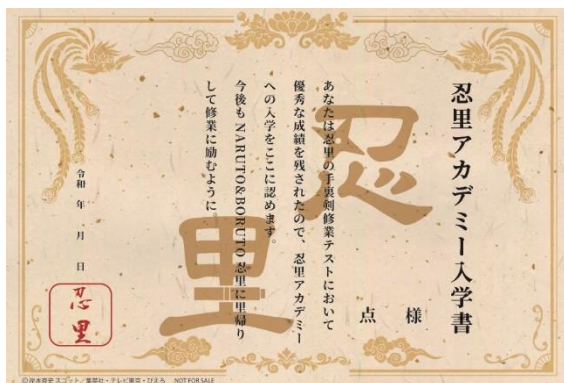 忍里アカデミー入学書
様
点
あなたは忍里の手裏剣修業テストにおいて
優秀な成績を残されたので、忍里アカデミー
への入学をここに認めます。
今後もNARUTO&BORUTO忍里に里帰り
して修業に励むように
令和 年 月 日
忍里
忍里
©岸本斉史 スコット/集英社・テレビ東京・ぴえろ NOT FOR SALE